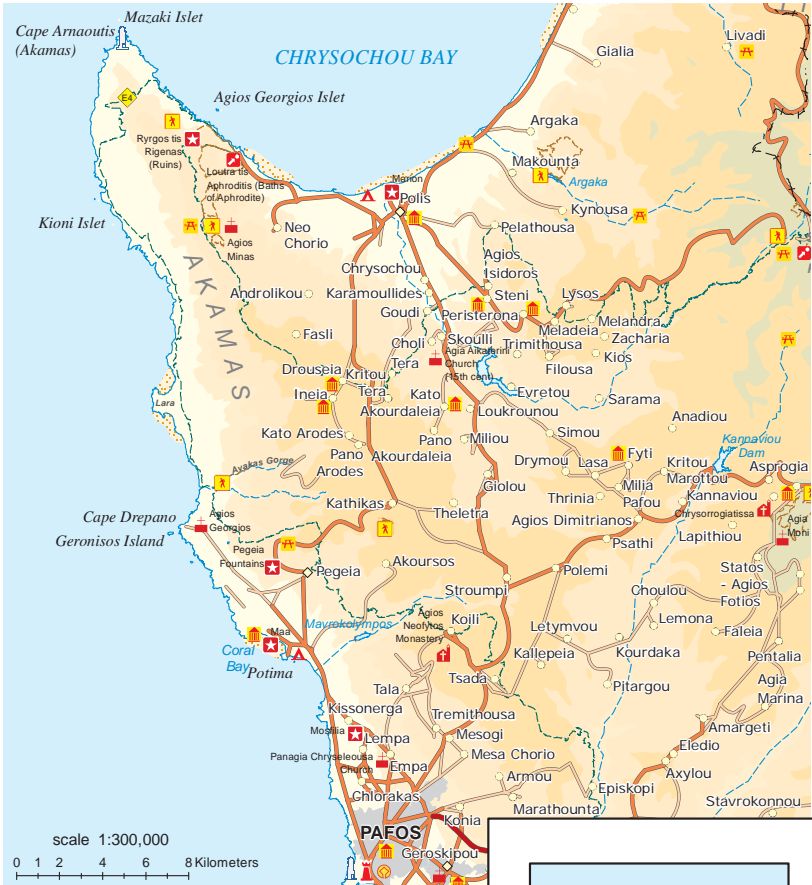 Mazaki Islet
Cape Arnaoutis
(Akamas)
CHRYSOCHOU BAY
Livadi
Gialia
E4
Agios Georgios Islet
Argaka
Ryrgos tis
Rigenas
(Ruins)
Loutra tis
Aphroditis (Baths
of Aphrodite)
Makounta
Argaka
Marion
Polis
Kynousa
Kioni Islet
Neo
Chorio
Agios
Minas
Pelathousa
AKAMAS
Chrysochou
Agios
Isidoros
Androlikou
Karamoullides
Steni
Lysos
Goudi
Peristerona
Melandra
Meladeia
Zacharia
Fasli
Choli
Skoulli
Trimithousa
Kios
Tera
Agia Aikaterini
Church
(15th cent)
Filousa
Drouseia
Kritou
Tera
Ineia
Kato
Akourdaleia
Evretou
Sarama
Lara
Loukrounou
Anadiou
Kato Arodes
Pano
Akourdaleia
Miliou
Simou
Fyti
Kannaviou
Dam
Pano
Arodes
Avakas Gorge
Drymou
Lasa
Kritou
Marottou
Asprogia
Giolou
Milia
Thrinia
Pafou
Kannaviou
Kathikas
Theletra
Agios Dimitrianos
Chrysorrogiatissa
Cape Drepano
Agios
Georgios
Geronisos Island
Agia
Moni
Lapithiou
Psathi
Pegeia
Fountains
Akoursos
Statos
- Agios
Fotios
Pegeia
Polemi
Stroumpi
Choulou
Agios
Neofytos
Monastery
Koili
Lemona
Mavrokolympos
Letymvou
Faleia
Maa
Coral
Bay
Potima
Kallepeia
Kourdaka
Pentalia
Tsada
Pitargou
Agia
Marina
Tala
Kissonerga
Tremithousa
Amargeti
Mosfilia
Lempa
Mesogi
Eledio
Panagia Chryseleousa
Church
Empa
Mesa Chorio
Axylou
Armou
Chlorakas
Episkopi
Marathounta
Stavrokonnou
Konia
PAFOS
Geroskipou
scale 1:300,000
0 1 2 4 6 8 Kilometers